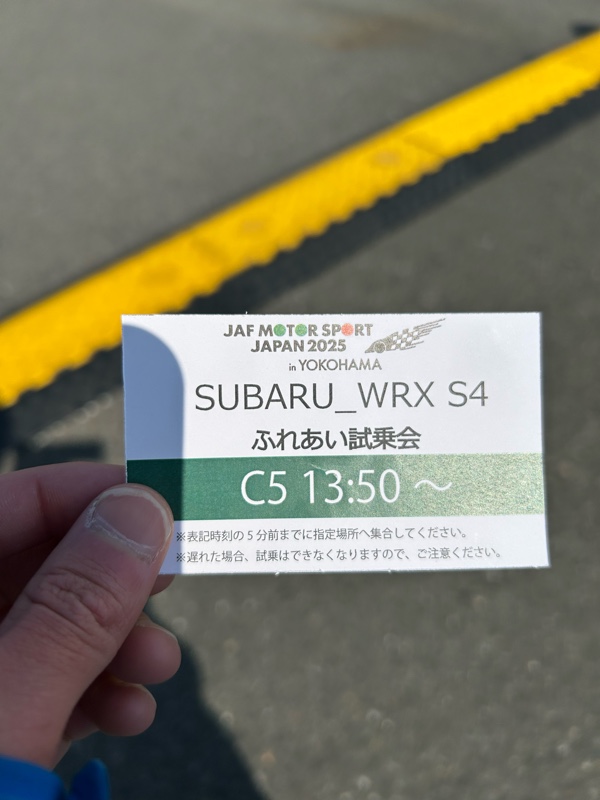 JAF MOTOR SPORT
JAPAN 2025
in YOKOHAMA
SUBARU_WRX S4
ふれあい試乗会
C5 13:50 ～
※表記時刻の5分前までに指定場所へ集合してください。
※遅れた場合、試乗はできなくなりますので、ご注意ください。